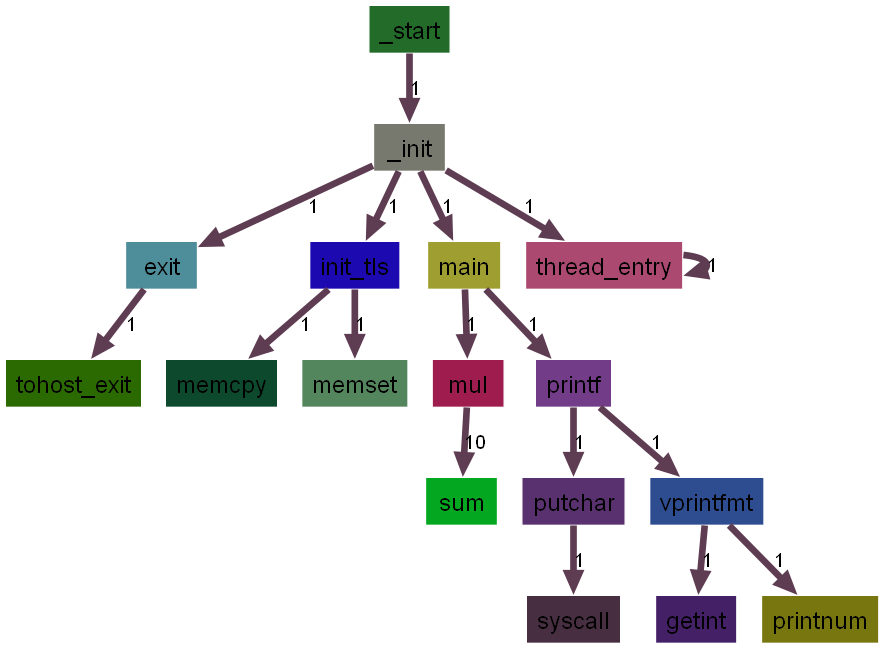 _start
1
_init
1
1
1
1
exit
init_tls
main
thread_entry
1
1
1
1
1
1
tohost_exit
memcpy
memset
mul
printf
10
1
1
sum
putchar
vprintfmt
1
1
1
syscall
getint
printnum